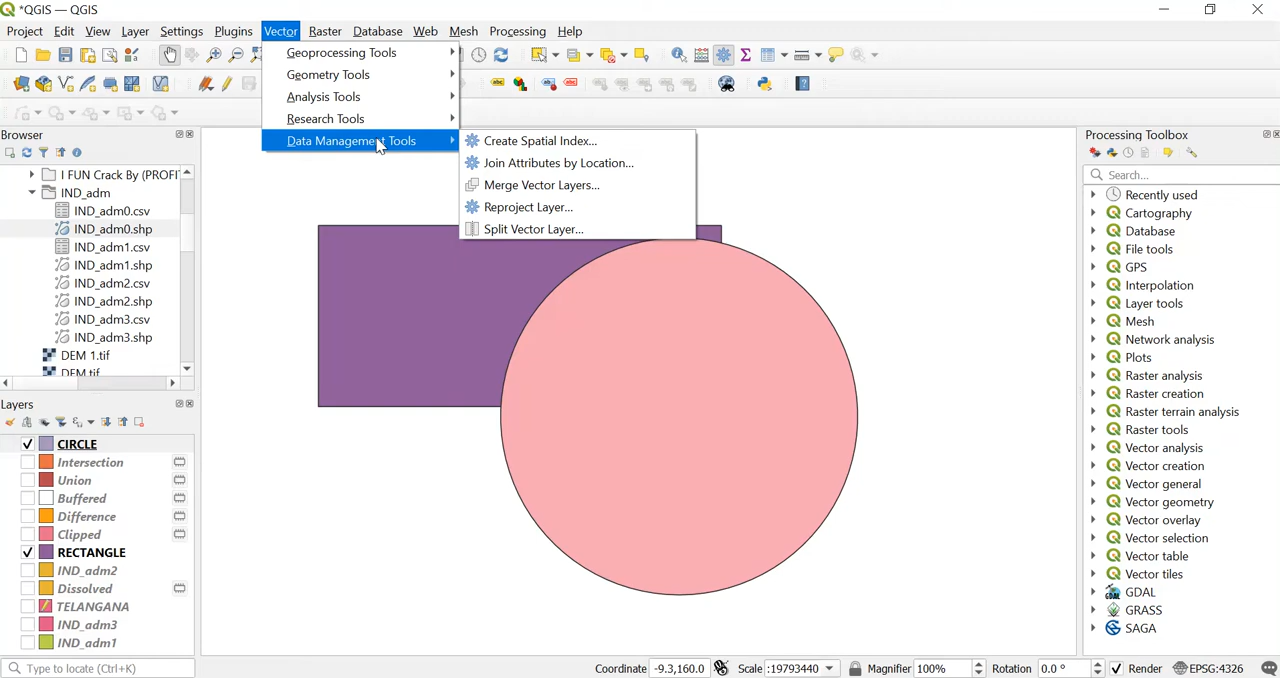 *QGIS — QGIS
Project Edit View Layer Settings Plugins Vector Raster Database Web Mesh Processing Help
Geoprocessing Tools
Geometry Tools
Analysis Tools
Research Tools
Data Management Tools
Create Spatial Index...
Join Attributes by Location...
Merge Vector Layers...
Reproject Layer...
Split Vector Layer...
Browser
I FUN Crack By (PROFI
IND_adm
IND_adm0.csv
IND_adm0.shp
IND_adm1.csv
IND_adm1.shp
IND_adm2.csv
IND_adm2.shp
IND_adm3.csv
IND_adm3.shp
DEM 1.tif
DEM tif
Layers
CIRCLE
Intersection
Union
Buffered
Difference
Clipped
RECTANGLE
IND_adm2
Dissolved
TELANGANA
IND_adm3
IND_adm1
Processing Toolbox
Search...
Recently used
Cartography
Database
File tools
GPS
Interpolation
Layer tools
Mesh
Network analysis
Plots
Raster analysis
Raster creation
Raster terrain analysis
Raster tools
Vector analysis
Vector creation
Vector general
Vector geometry
Vector overlay
Vector selection
Vector table
Vector tiles
GDAL
GRASS
SAGA
Type to locate (Ctrl+K)
Coordinate -9.3,160.0 Scale :19793440 Magnifier 100% Rotation 0.0 ° Render EPSG:4326